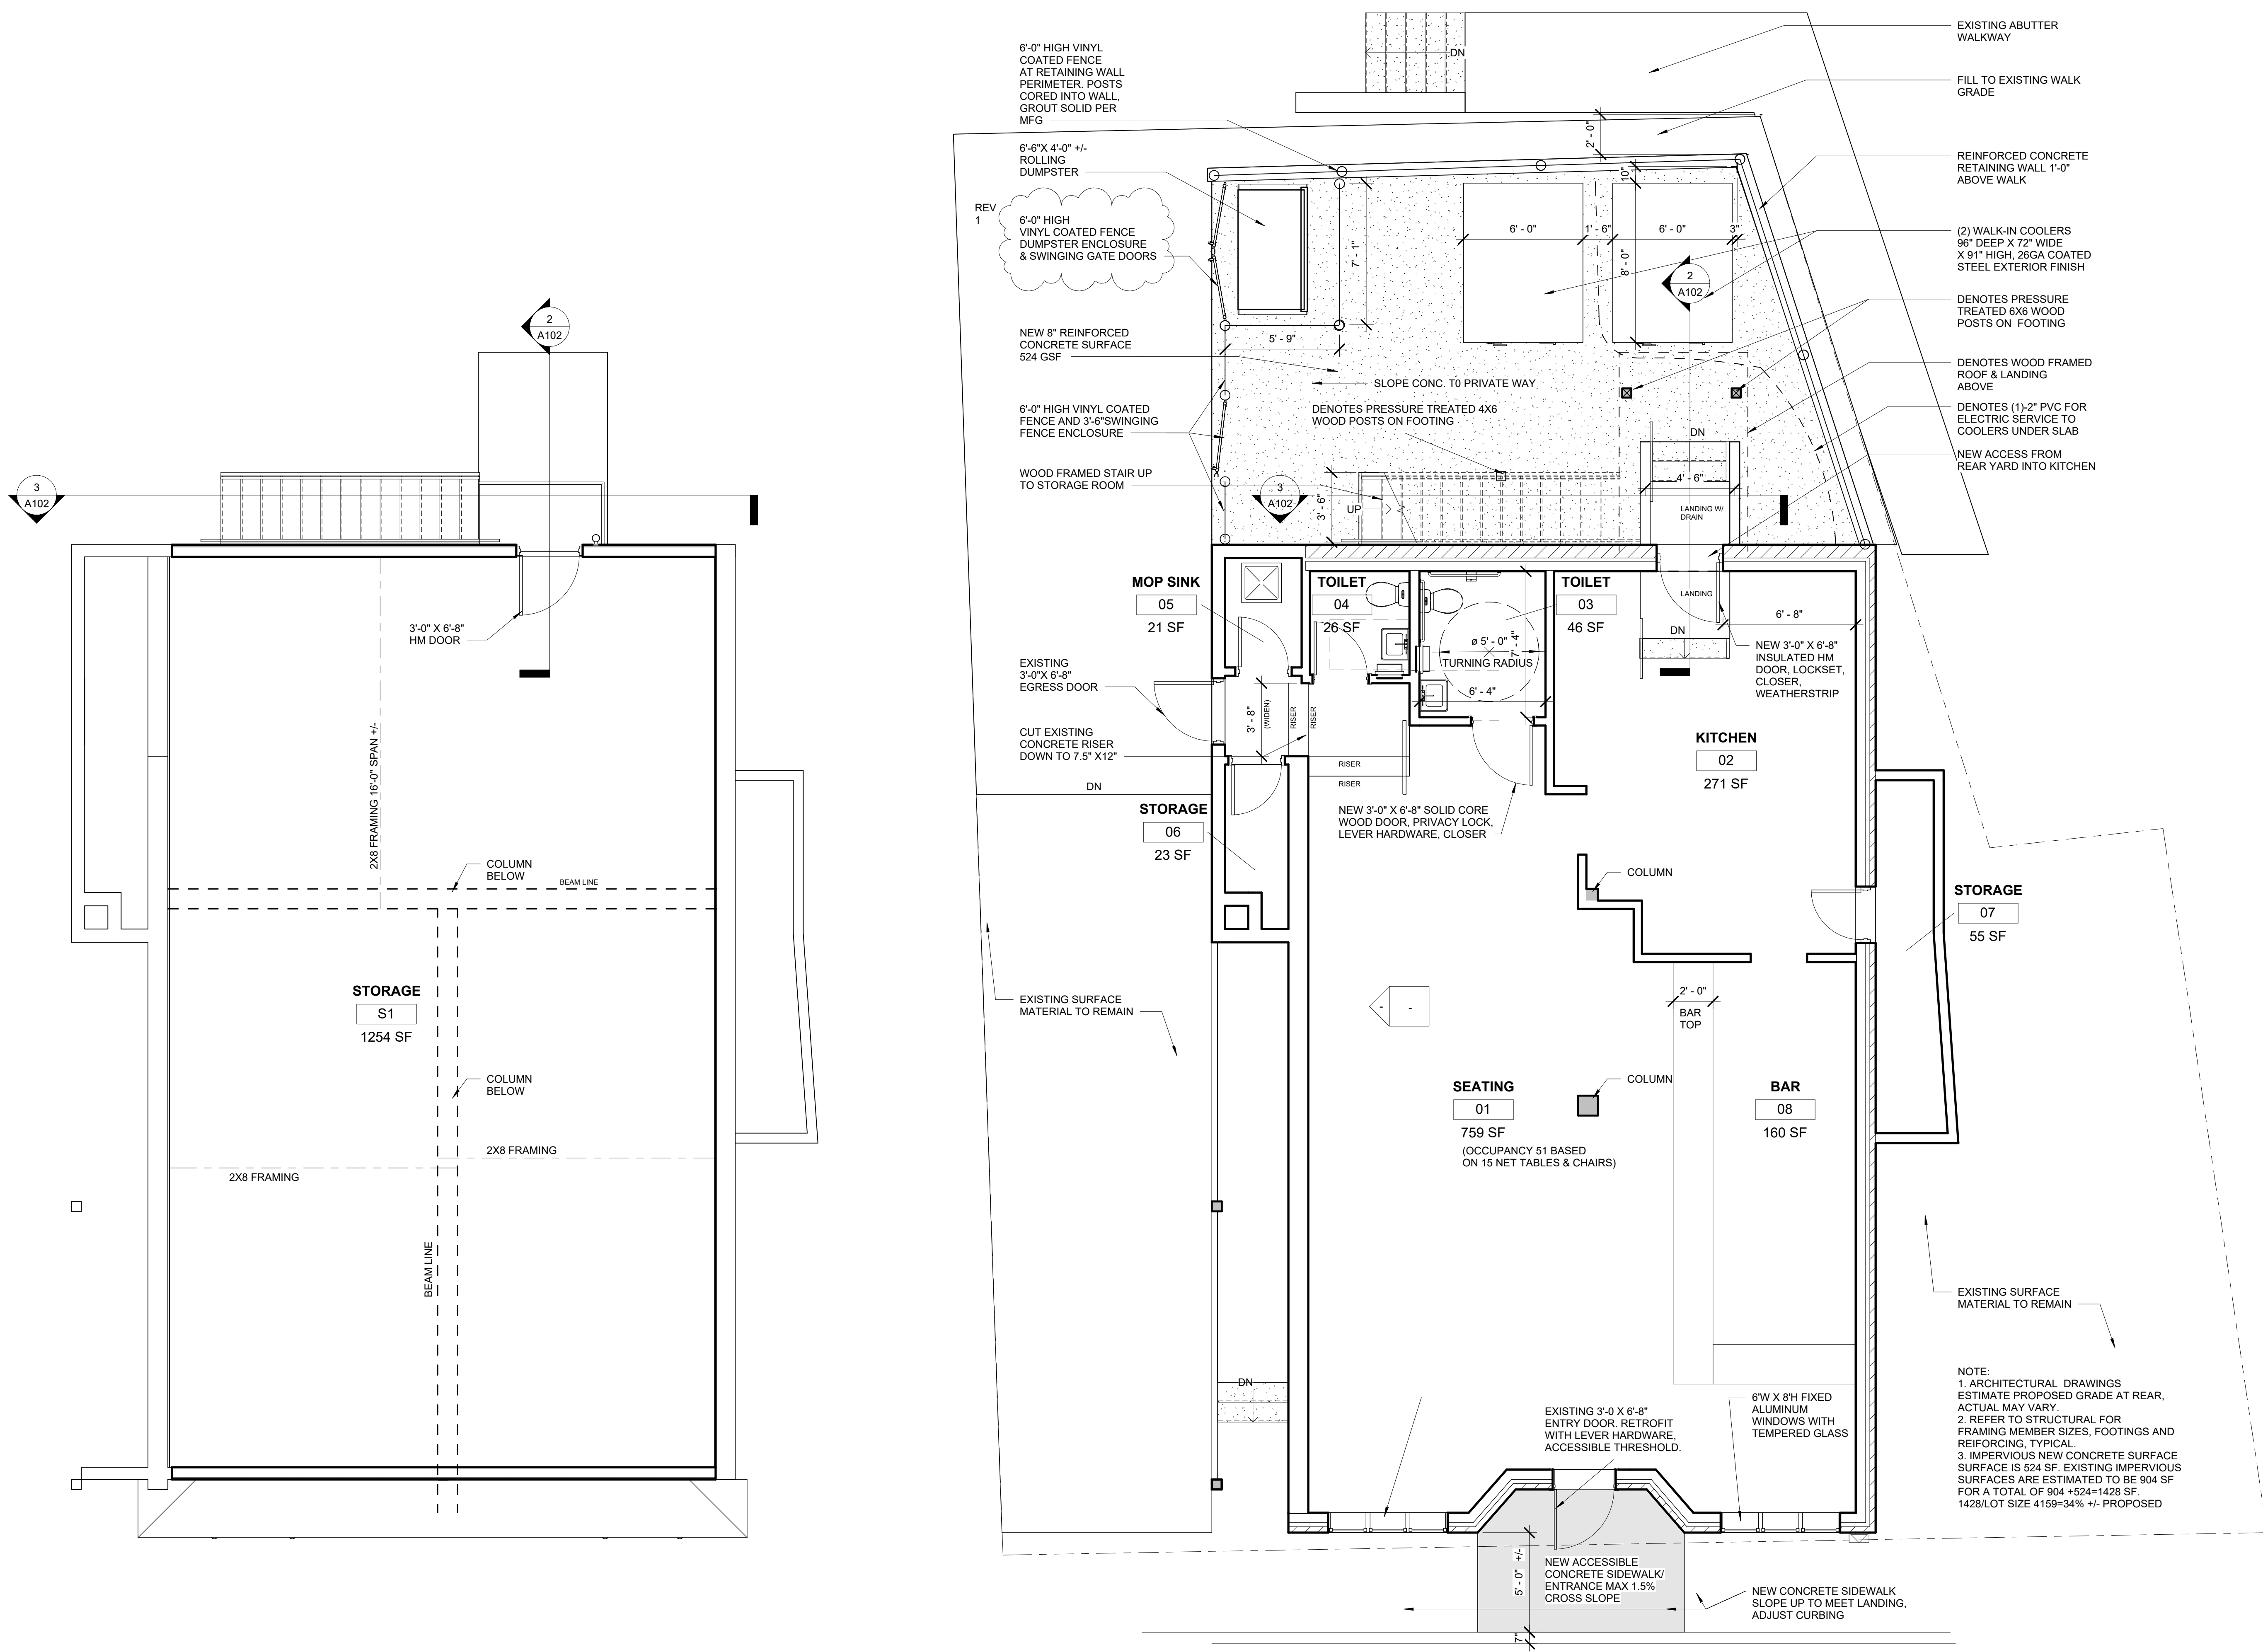 2
A102
3
A102
3'-0" X 6'-8"
HM DOOR
2X8 FRAMING 16'-0" SPAN +/-
COLUMN
BELOW
BEAM LINE
STORAGE
S1
1254 SF
COLUMN
BELOW
2X8 FRAMING
2X8 FRAMING
BEAM LINE
6'-0" HIGH VINYL
COATED FENCE
AT RETAINING WALL
PERIMETER. POSTS
CORED INTO WALL,
GROUT SOLID PER
MFG
6'-6"X 4'-0" +/-
ROLLING
DUMPSTER
REV
1
6'-0" HIGH
VINYL COATED FENCE
DUMPSTER ENCLOSURE
& SWINGING GATE DOORS
NEW 8" REINFORCED
CONCRETE SURFACE
524 GSF
6'-0" HIGH VINYL COATED
FENCE AND 3'-6"SWINGING
FENCE ENCLOSURE
WOOD FRAMED STAIR UP
TO STORAGE ROOM
DN
2' - 0"
10"
6' - 0"
1' - 6"
6' - 0"
3"
7' - 1"
8' - 0"
2
A102
5' - 9"
SLOPE CONC. T0 PRIVATE WAY
DENOTES PRESSURE TREATED 4X6
WOOD POSTS ON FOOTING
DN
4' - 6"
3
A102
3' - 6"
UP
LANDING W/
DRAIN
EXISTING ABUTTER
WALKWAY
FILL TO EXISTING WALK
GRADE
REINFORCED CONCRETE
RETAINING WALL 1'-0"
ABOVE WALK
(2) WALK-IN COOLERS
96" DEEP X 72" WIDE
X 91" HIGH, 26GA COATED
STEEL EXTERIOR FINISH
DENOTES PRESSURE
TREATED 6X6 WOOD
POSTS ON FOOTING
DENOTES WOOD FRAMED
ROOF & LANDING
ABOVE
DENOTES (1)-2" PVC FOR
ELECTRIC SERVICE TO
COOLERS UNDER SLAB
NEW ACCESS FROM
REAR YARD INTO KITCHEN
MOP SINK
05
21 SF
TOILET
04
26 SF
TOILET
03
46 SF
ø 5' - 0"
TURNING RADIUS
7' - 4"
6' - 4"
LANDING
DN
6' - 8"
NEW 3'-0" X 6'-8"
INSULATED HM
DOOR, LOCKSET,
CLOSER,
WEATHERSTRIP
EXISTING
3'-0"X 6'-8"
EGRESS DOOR
3' - 8"
(WIDEN)
RISER
RISER
RISER
RISER
CUT EXISTING
CONCRETE RISER
DOWN TO 7.5" X12"
DN
STORAGE
06
23 SF
NEW 3'-0" X 6'-8" SOLID CORE
WOOD DOOR, PRIVACY LOCK,
LEVER HARDWARE, CLOSER
KITCHEN
02
271 SF
COLUMN
STORAGE
07
55 SF
EXISTING SURFACE
MATERIAL TO REMAIN
-
-
2' - 0"
BAR
TOP
SEATING
01
759 SF
(OCCUPANCY 51 BASED
ON 15 NET TABLES & CHAIRS)
COLUMN
BAR
08
160 SF
EXISTING SURFACE
MATERIAL TO REMAIN
DN
EXISTING 3'-0 X 6'-8"
ENTRY DOOR. RETROFIT
WITH LEVER HARDWARE,
ACCESSIBLE THRESHOLD.
6'W X 8'H FIXED
ALUMINUM
WINDOWS WITH
TEMPERED GLASS
NOTE:
1. ARCHITECTURAL DRAWINGS
ESTIMATE PROPOSED GRADE AT REAR,
ACTUAL MAY VARY.
2. REFER TO STRUCTURAL FOR
FRAMING MEMBER SIZES, FOOTINGS AND
REIFORCING, TYPICAL.
3. IMPERVIOUS NEW CONCRETE SURFACE
SURFACE IS 524 SF. EXISTING IMPERVIOUS
SURFACES ARE ESTIMATED TO BE 904 SF
FOR A TOTAL OF 904 +524=1428 SF.
1428/LOT SIZE 4159=34% +/- PROPOSED
5' - 0" +/-
7"
NEW ACCESSIBLE
CONCRETE SIDEWALK/
ENTRANCE MAX 1.5%
CROSS SLOPE
NEW CONCRETE SIDEWALK
SLOPE UP TO MEET LANDING,
ADJUST CURBING